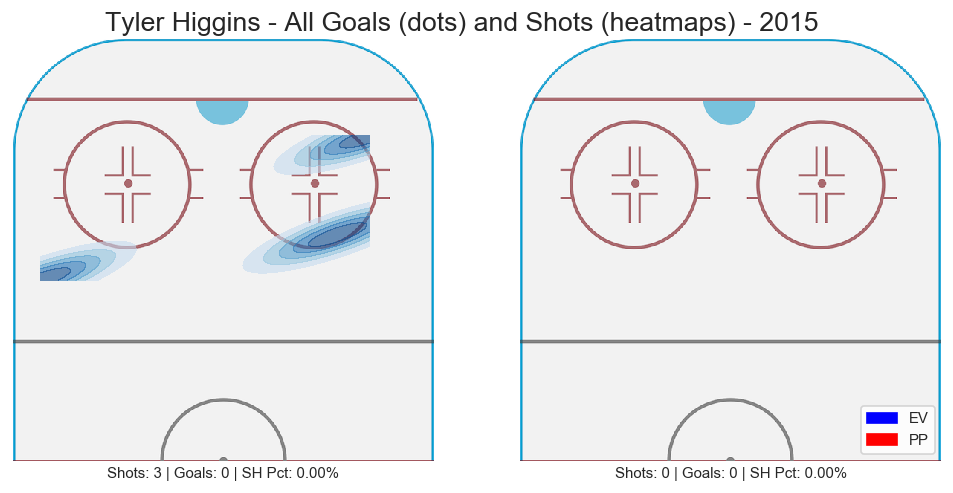 Tyler Higgins - All Goals (dots) and Shots (heatmaps) - 2015
EV
PP
Shots: 3 | Goals: 0 | SH Pct: 0.00%
Shots: 0 | Goals: 0 | SH Pct: 0.00%